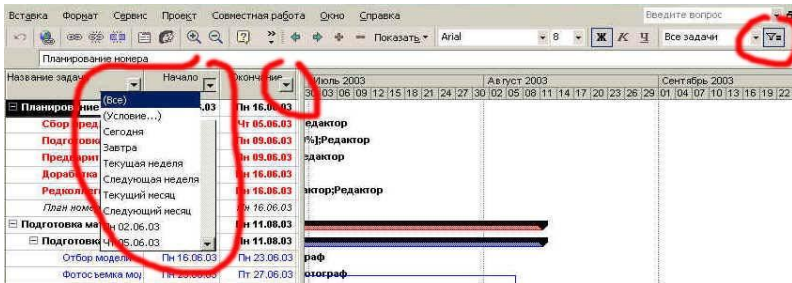 Вставка Формат Сервис Проект Совместная работа Окно Справка Введите вопрос
Показать Arial 8 Ж К Ч Все задачи
Планирование номера
Название задачи Начало Окончание Июль 2003 Август 2003 Сентябрь 2003
30 03 06 09 12 15 18 21 24 27 30 02 05 08 11 14 17 20 23 26 29 01 04 07 10 13 16 19 22
Планирование .03 Пн 16.06.03
(Все)
(Условие...)
Сегодня
Завтра
Текущая неделя
Следующая неделя
Текущий месяц
Следующий месяц
Пн 02.06.03
Чт 05.06.03
Сбор пред Чт 05.06.03 едактор
Подготовк Пн 09.06.03 %];Редактор
Предварит Пн 09.06.03 едактор
Доработка Пн 16.06.03
Редколлег Пн 16.06.03 актор;Редактор
План номе Пн 16.06.03
Подготовка ма Пн 11.08.03
Подготовк Пн 11.08.03
Отбор модели Пн 16.06.03 Пн 23.06.03 граф
Фотосъемка мод Пн 23.06.03 Пт 27.06.03 отограф